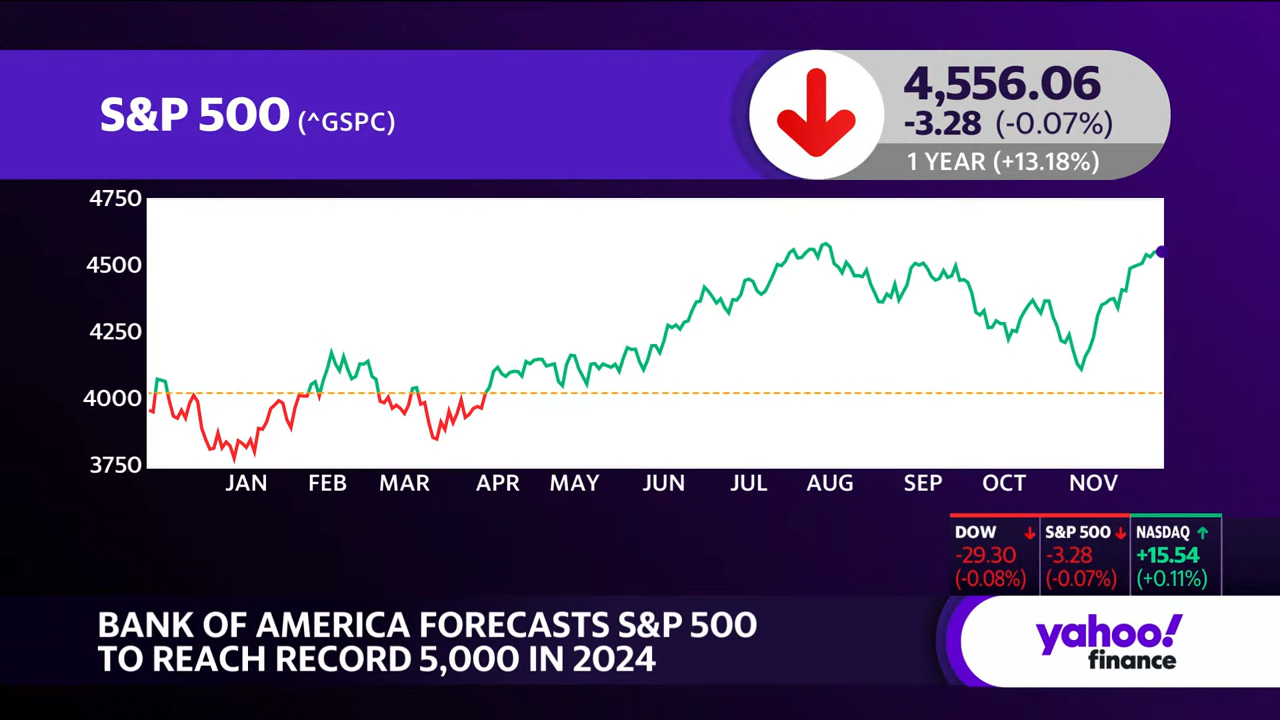 S&P 500 (^GSPC)
4,556.06
-3.28 (-0.07%)
1 YEAR (+13.18%)
4750
4500
4250
4000
3750
JAN FEB MAR APR MAY JUN JUL AUG SEP OCT NOV
DOW S&P 500 NASDAQ
-29.30 -3.28 +15.54
(-0.08%) (-0.07%) (+0.11%)
BANK OF AMERICA FORECASTS S&P 500
TO REACH RECORD 5,000 IN 2024
yahoo!
finance